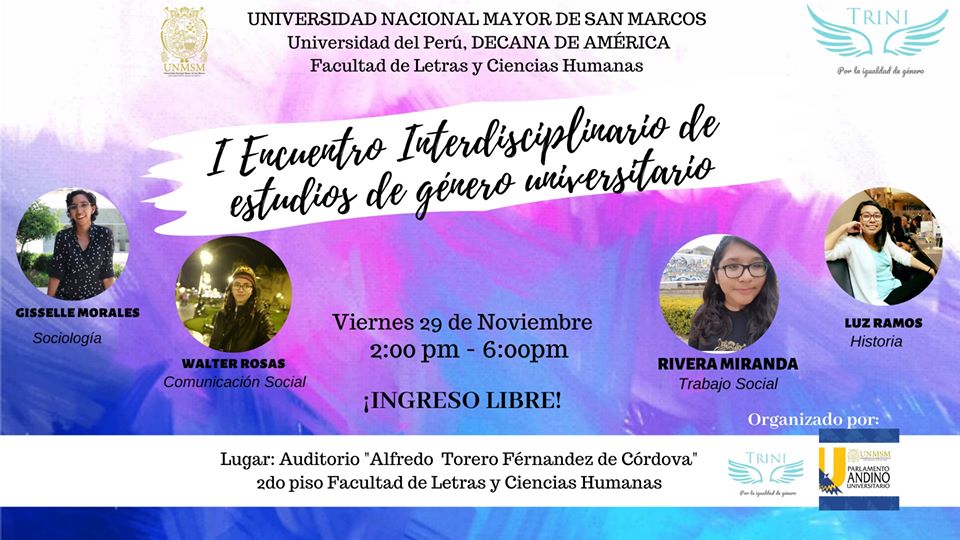 UNIVERSIDAD NACIONAL MAYOR DE SAN MARCOS
Universidad del Perú, DECANA DE AMÉRICA
Facultad de Letras y Ciencias Humanas
UNMSM
TRINI
Por la igualdad de género
I Encuentro Interdisciplinario de
estudios de género universitario
GISSELLE MORALES
Sociología
WALTER ROSAS
Comunicación Social
Viernes 29 de Noviembre
2:00 pm - 6:00pm
¡INGRESO LIBRE!
RIVERA MIRANDA
Trabajo Social
LUZ RAMOS
Historia
Organizado por:
Lugar: Auditorio "Alfredo Torero Férnandez de Córdova"
2do piso Facultad de Letras y Ciencias Humanas
TRINI
Por la igualdad de género
UNMSM
PARLAMENTO
ANDINO
UNIVERSITARIO